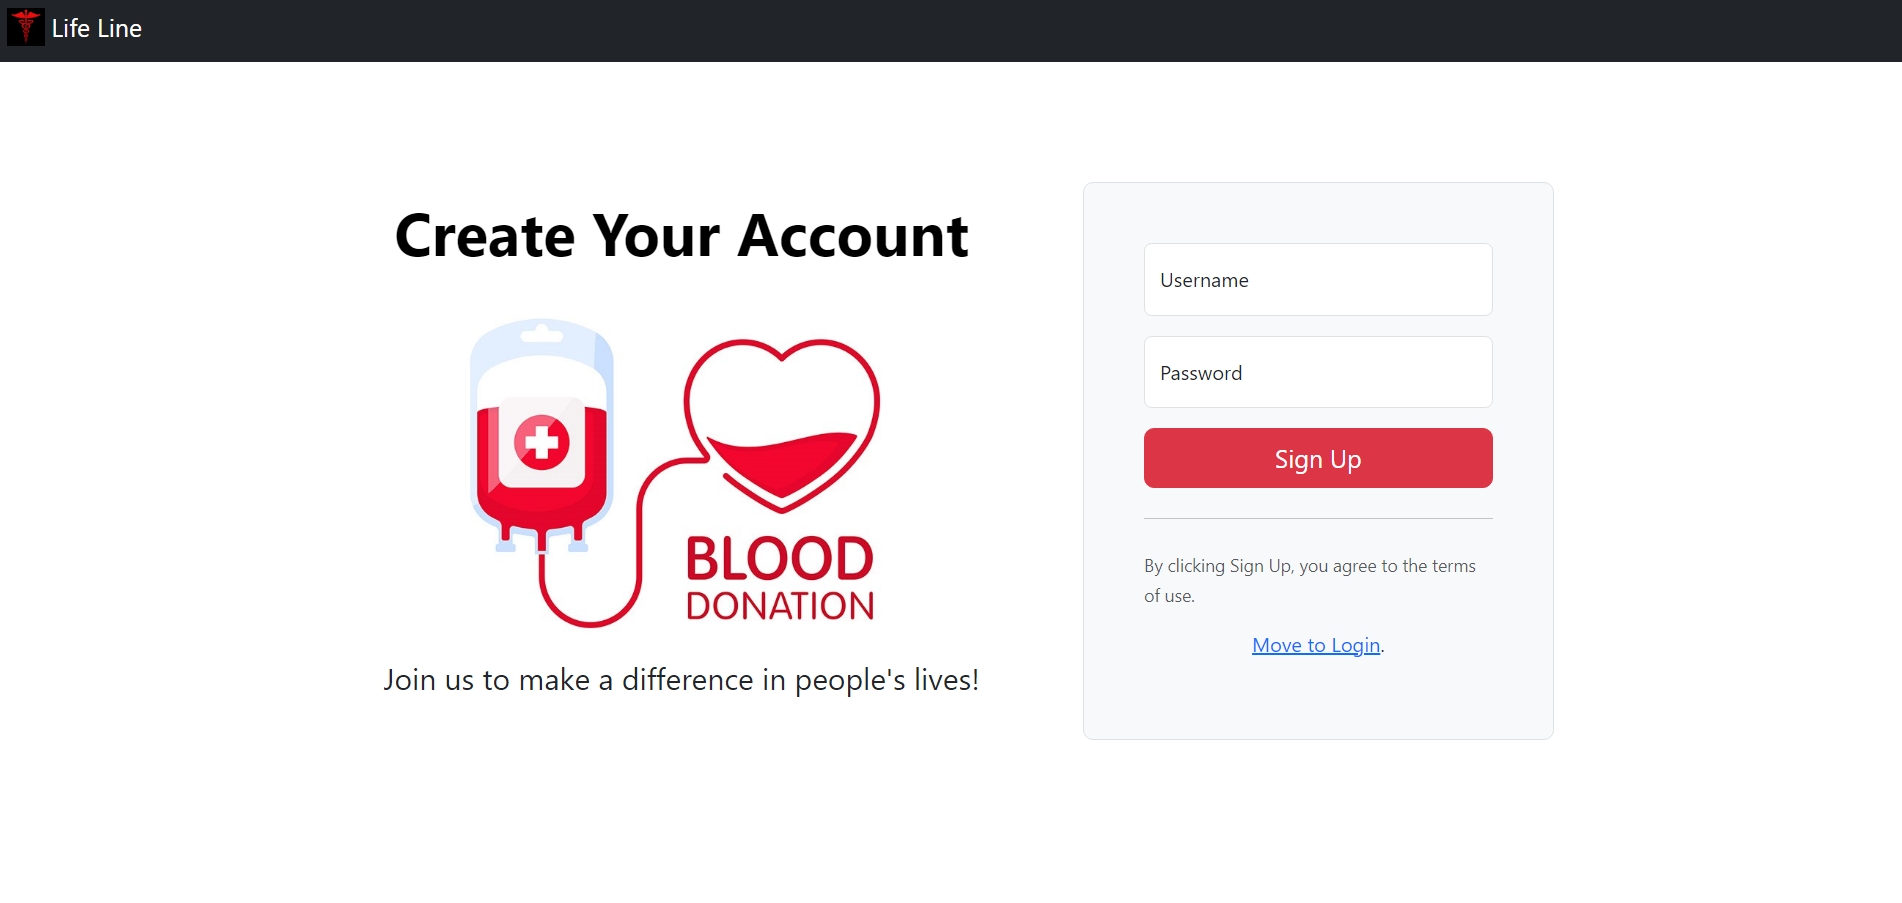 Life Line
Create Your Account
BLOOD
DONATION
Join us to make a difference in people's lives!
Username
Password
Sign Up
By clicking Sign Up, you agree to the terms
of use.
Move to Login.